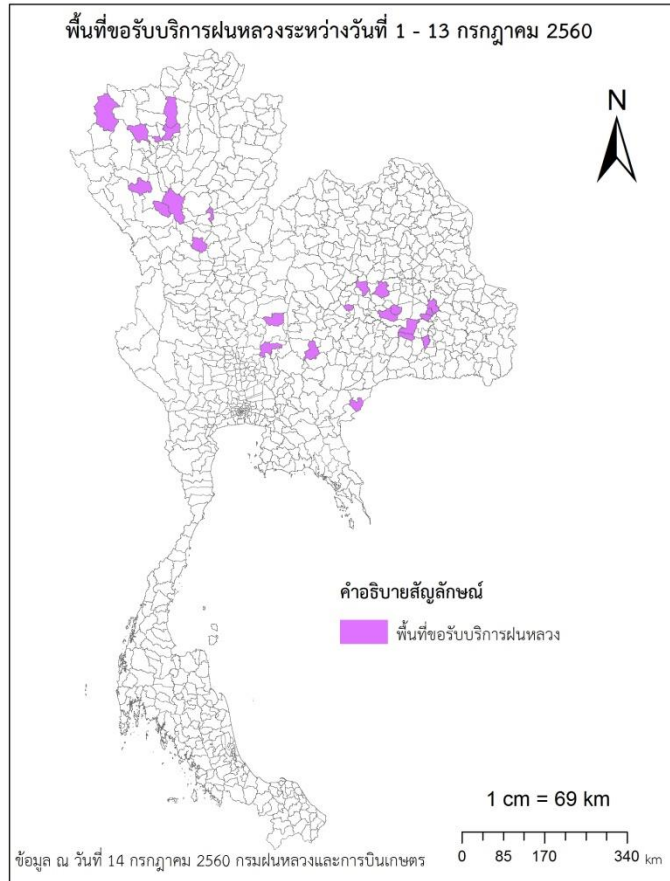 พื้นที่ขอรับบริการฝนหลวงระหว่างวันที่ 1 - 13 กรกฎาคม 2560
N
คำอธิบายสัญลักษณ์
พื้นที่ขอรับบริการฝนหลวง
1 cm = 69 km
0 85 170 340 km
ข้อมูล ณ วันที่ 14 กรกฎาคม 2560 กรมฝนหลวงและการบินเกษตร